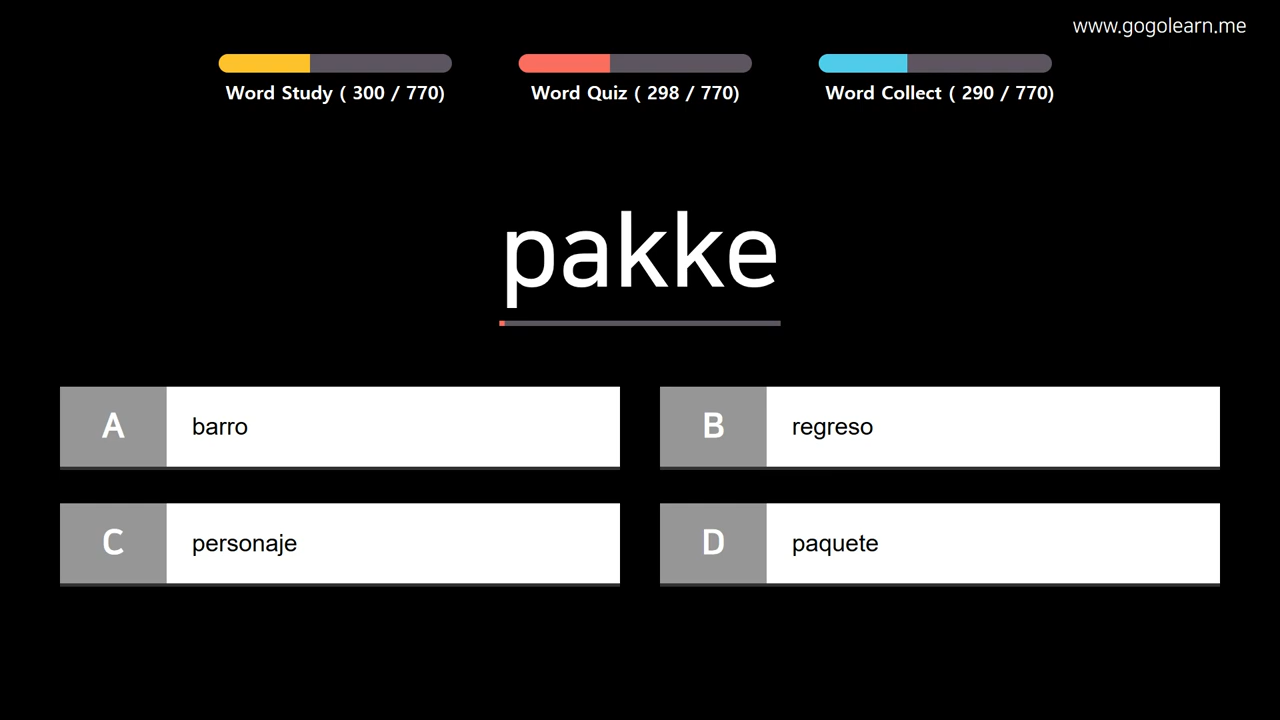 www.gogolearn.me
Word Study ( 300 / 770)
Word Quiz ( 298 / 770)
Word Collect ( 290 / 770)
pakke
A barro
B regreso
C personaje
D paquete